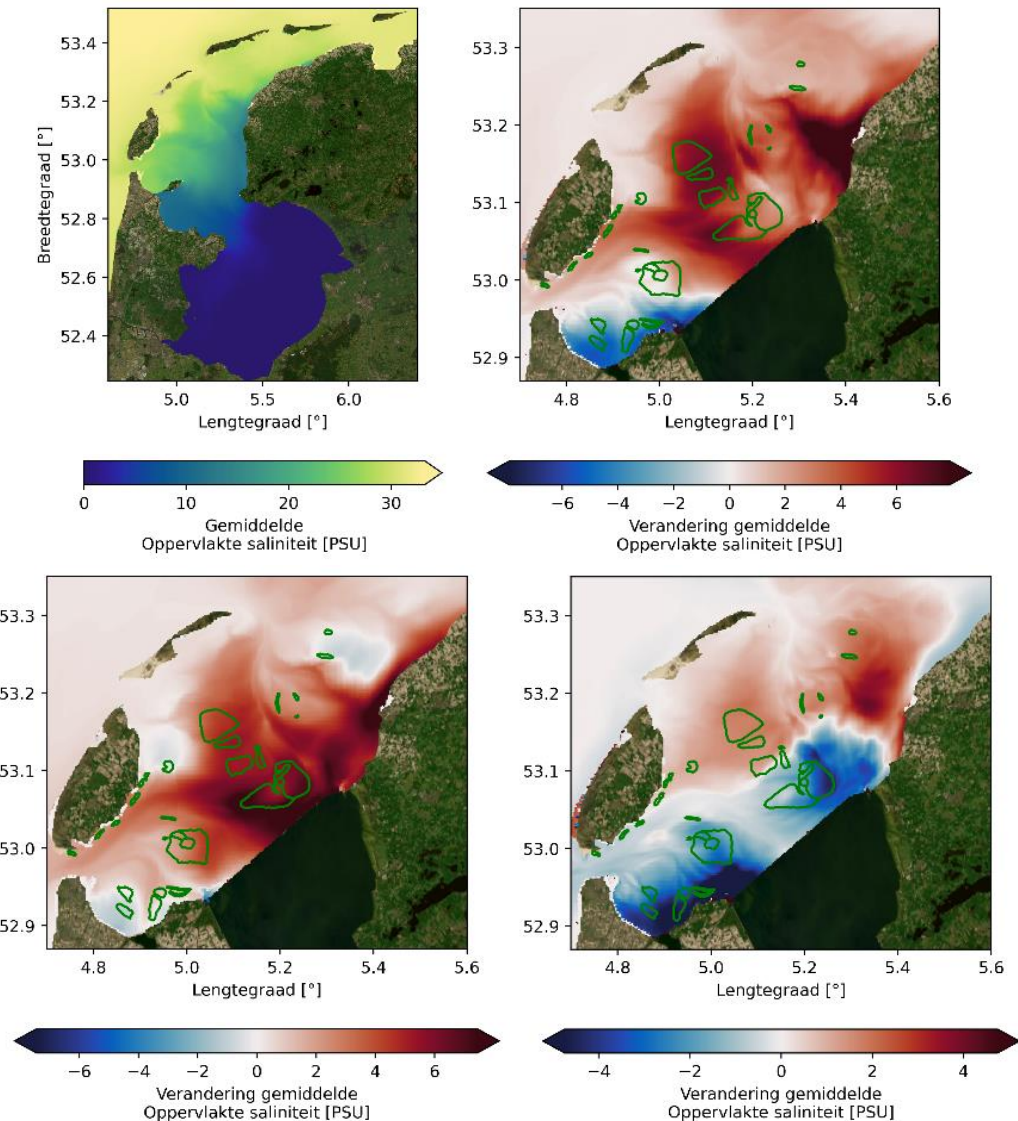 53.4
53.2
53.0
52.8
52.6
52.4
Breedtegraad [°]
5.0 5.5 6.0
Lengtegraad [°]
0 10 20 30
Gemiddelde
Oppervlakte saliniteit [PSU]
53.3
53.2
53.1
53.0
52.9
4.8 5.0 5.2 5.4 5.6
Lengtegraad [°]
−6 −4 −2 0 2 4 6
Verandering gemiddelde
Oppervlakte saliniteit [PSU]
53.3
53.2
53.1
53.0
52.9
4.8 5.0 5.2 5.4 5.6
Lengtegraad [°]
−6 −4 −2 0 2 4 6
Verandering gemiddelde
Oppervlakte saliniteit [PSU]
53.3
53.2
53.1
53.0
52.9
4.8 5.0 5.2 5.4 5.6
Lengtegraad [°]
−4 −2 0 2 4
Verandering gemiddelde
Oppervlakte saliniteit [PSU]